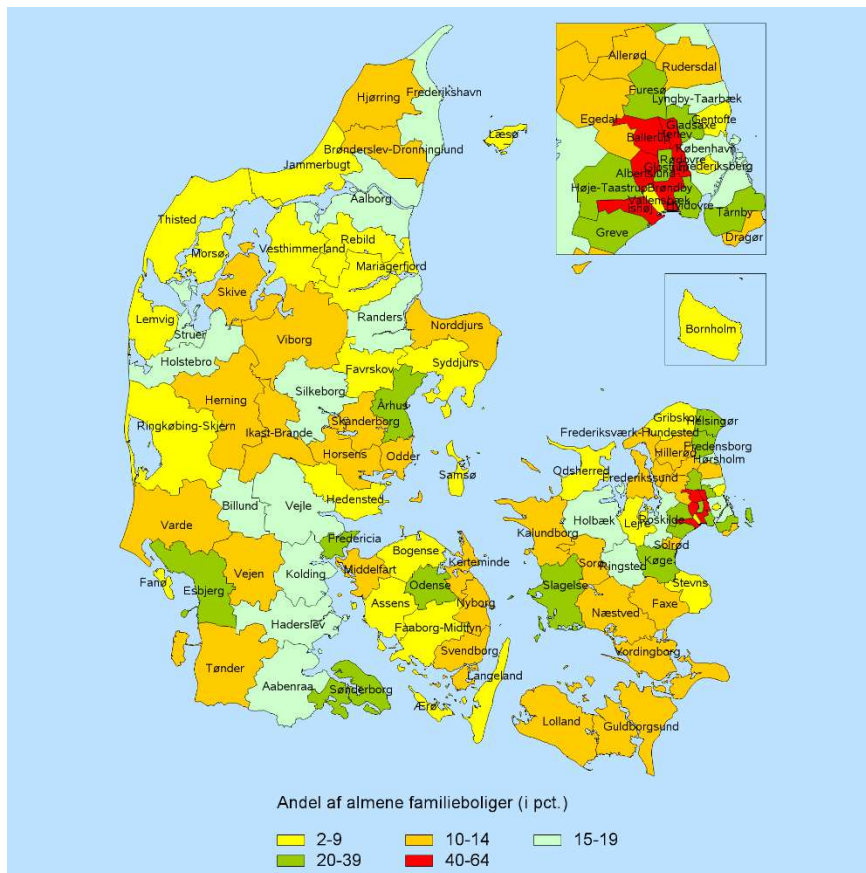 Hjørring
Frederikshavn
Læsø
Brønderslev-Dronninglund
Jammerbugt
Aalborg
Thisted
Morsø
Vesthimmerland
Rebild
Mariagerfjord
Skive
Lemvig
Struer
Holstebro
Viborg
Randers
Norddjurs
Favrskov
Syddjurs
Silkeborg
Århus
Herning
Ringkøbing-Skjern
Ikast-Brande
Skanderborg
Horsens
Odder
Samsø
Hedensted
Billund
Vejle
Varde
Fredericia
Fanø
Esbjerg
Vejen
Kolding
Middelfart
Bogense
Kerteminde
Odense
Nyborg
Assens
Faaborg-Midtfyn
Haderslev
Svendborg
Tønder
Aabenraa
Sønderborg
Langeland
Ærø
Allerød
Rudersdal
Furesø
Lyngby-Taarbæk
Egedal
Gladsaxe
Gentofte
Ballerup
Herlev
København
Rødovre
Glostrup
Frederiksberg
Albertslund
Høje-Taastrup
Brøndby
Vallensbæk
Ishøj
Hvidovre
Tårnby
Greve
Dragør
Bornholm
Gribskov
Helsingør
Frederiksværk-Hundested
Fredensborg
Hillerød
Hørsholm
Odsherred
Frederikssund
Kalundborg
Holbæk
Lejre
Roskilde
Solrød
Sorø
Ringsted
Køge
Slagelse
Stevns
Næstved
Faxe
Vordingborg
Lolland
Guldborgsund
Andel af almene familieboliger (i pct.)
2-9 10-14 15-19
20-39 40-64